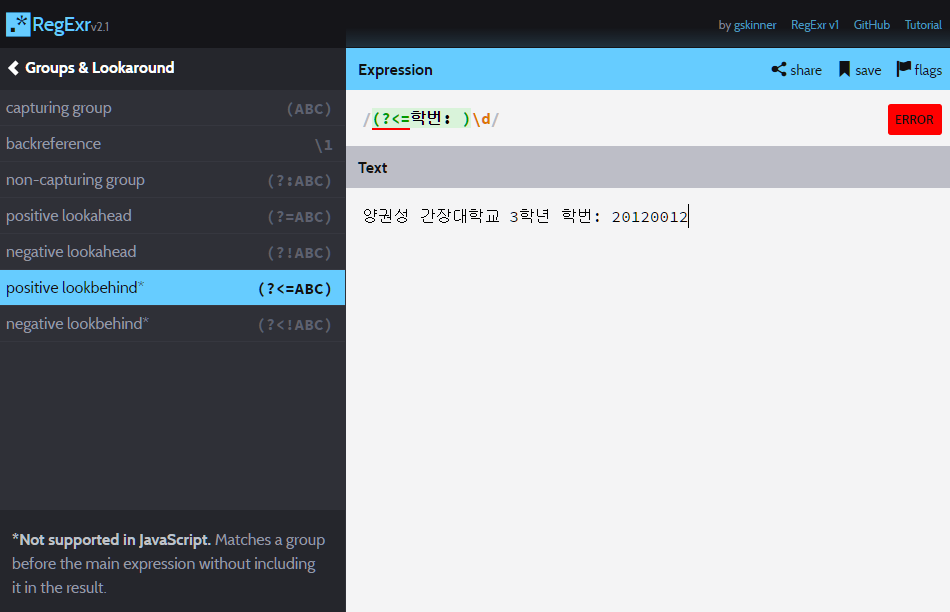 .* RegExr v2.1
by gskinner RegExr v1 GitHub Tutorial
Groups & Lookaround
Expression share save flags
capturing group (ABC)
/(?<=학번: )\d/ ERROR
backreference \1
Text
non-capturing group (?:ABC)
positive lookahead (?=ABC)
양권성 간장대학교 3학년 학번: 20120012
negative lookahead (?!ABC)
positive lookbehind* (?<=ABC)
negative lookbehind* (?<!ABC)
*Not supported in JavaScript. Matches a group
before the main expression without including
it in the result.